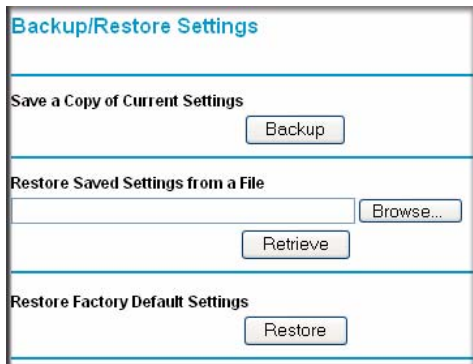 Backup/Restore Settings
Save a Copy of Current Settings
Backup
Restore Saved Settings from a File
Browse...
Retrieve
Restore Factory Default Settings
Restore